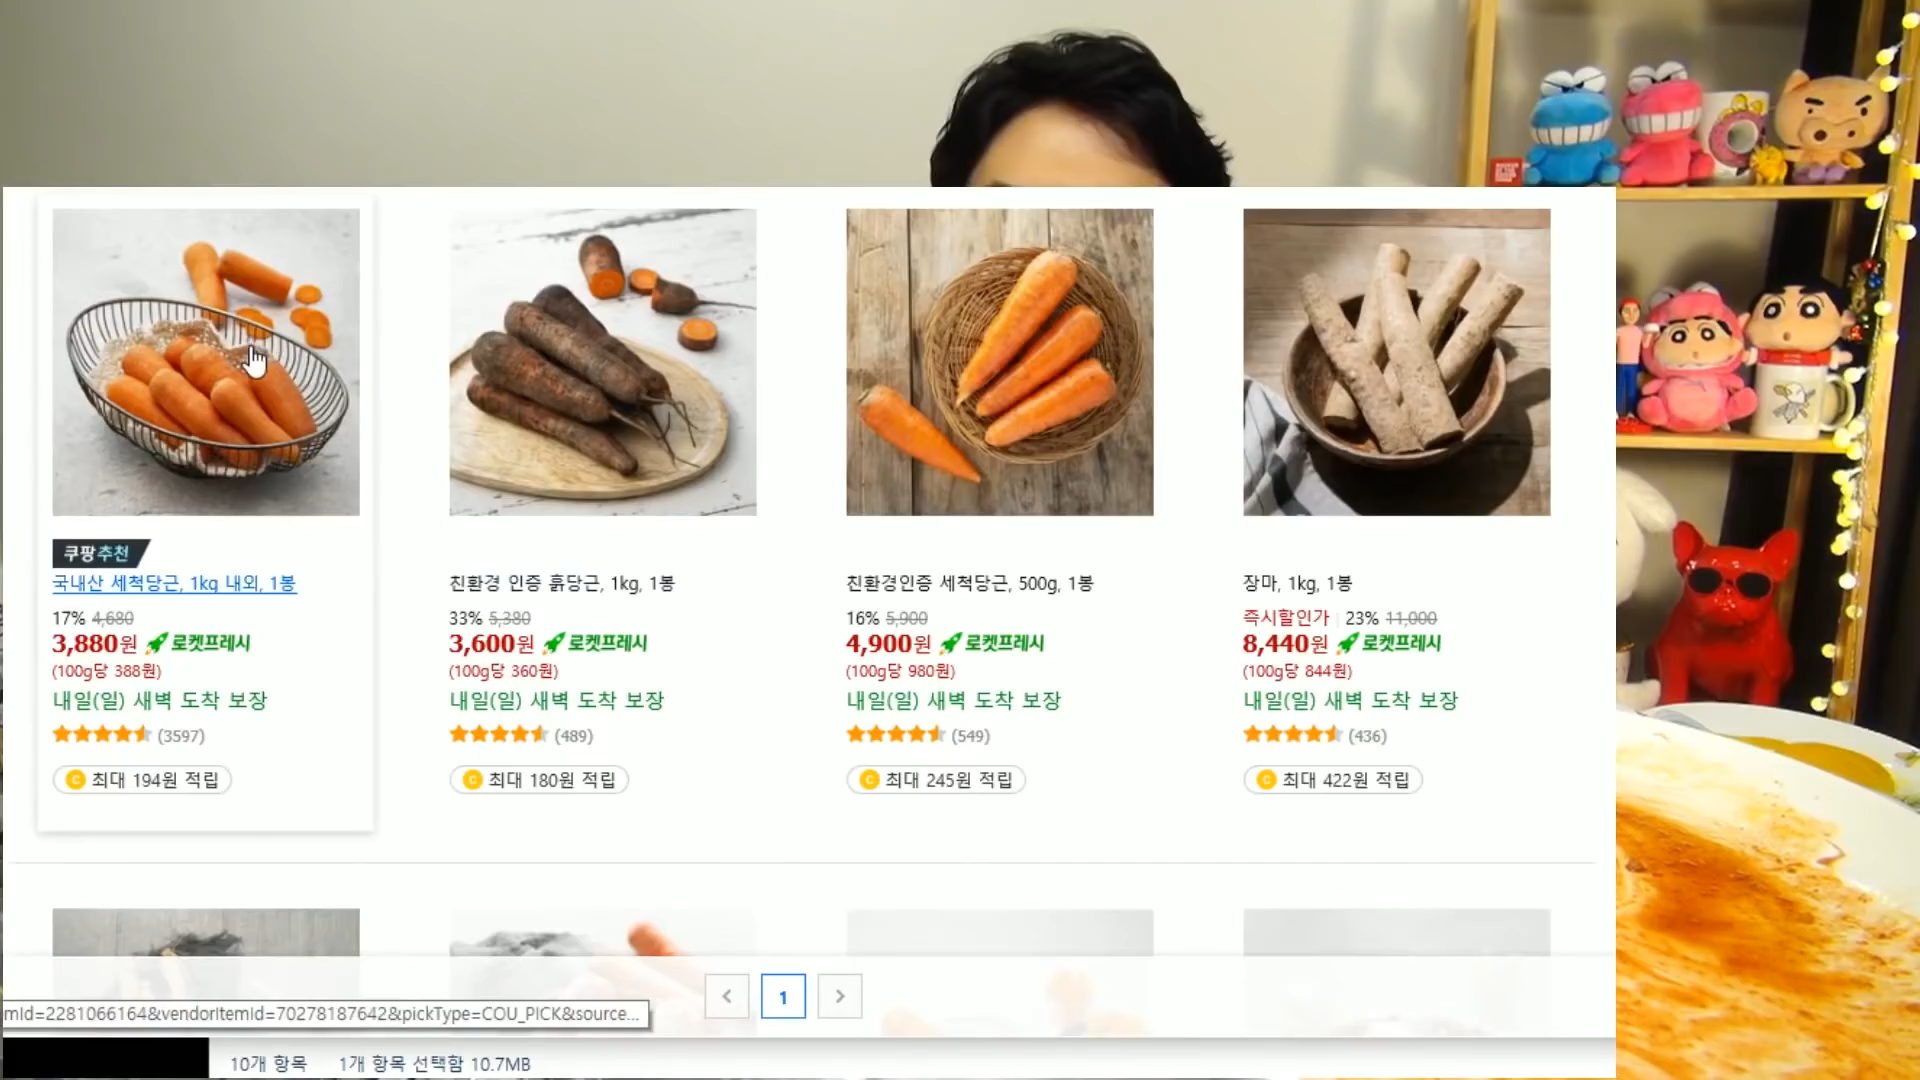 쿠팡추천
국내산 세척당근, 1kg 내외, 1봉
17% 4,680
3,880원 로켓프레시
(100g당 388원)
내일(일) 새벽 도착 보장
(3597)
최대 194원 적립
친환경 인증 흙당근, 1kg, 1봉
33% 5,380
3,600원 로켓프레시
(100g당 360원)
내일(일) 새벽 도착 보장
(489)
최대 180원 적립
친환경인증 세척당근, 500g, 1봉
16% 5,900
4,900원 로켓프레시
(100g당 980원)
내일(일) 새벽 도착 보장
(549)
최대 245원 적립
장마, 1kg, 1봉
즉시할인가 23% 11,000
8,440원 로켓프레시
(100g당 844원)
내일(일) 새벽 도착 보장
(436)
최대 422원 적립
1
mId=2281066164&vendorItemId=70278187642&pickType=COU_PICK&source...
10개 항목 1개 항목 선택함 10.7MB